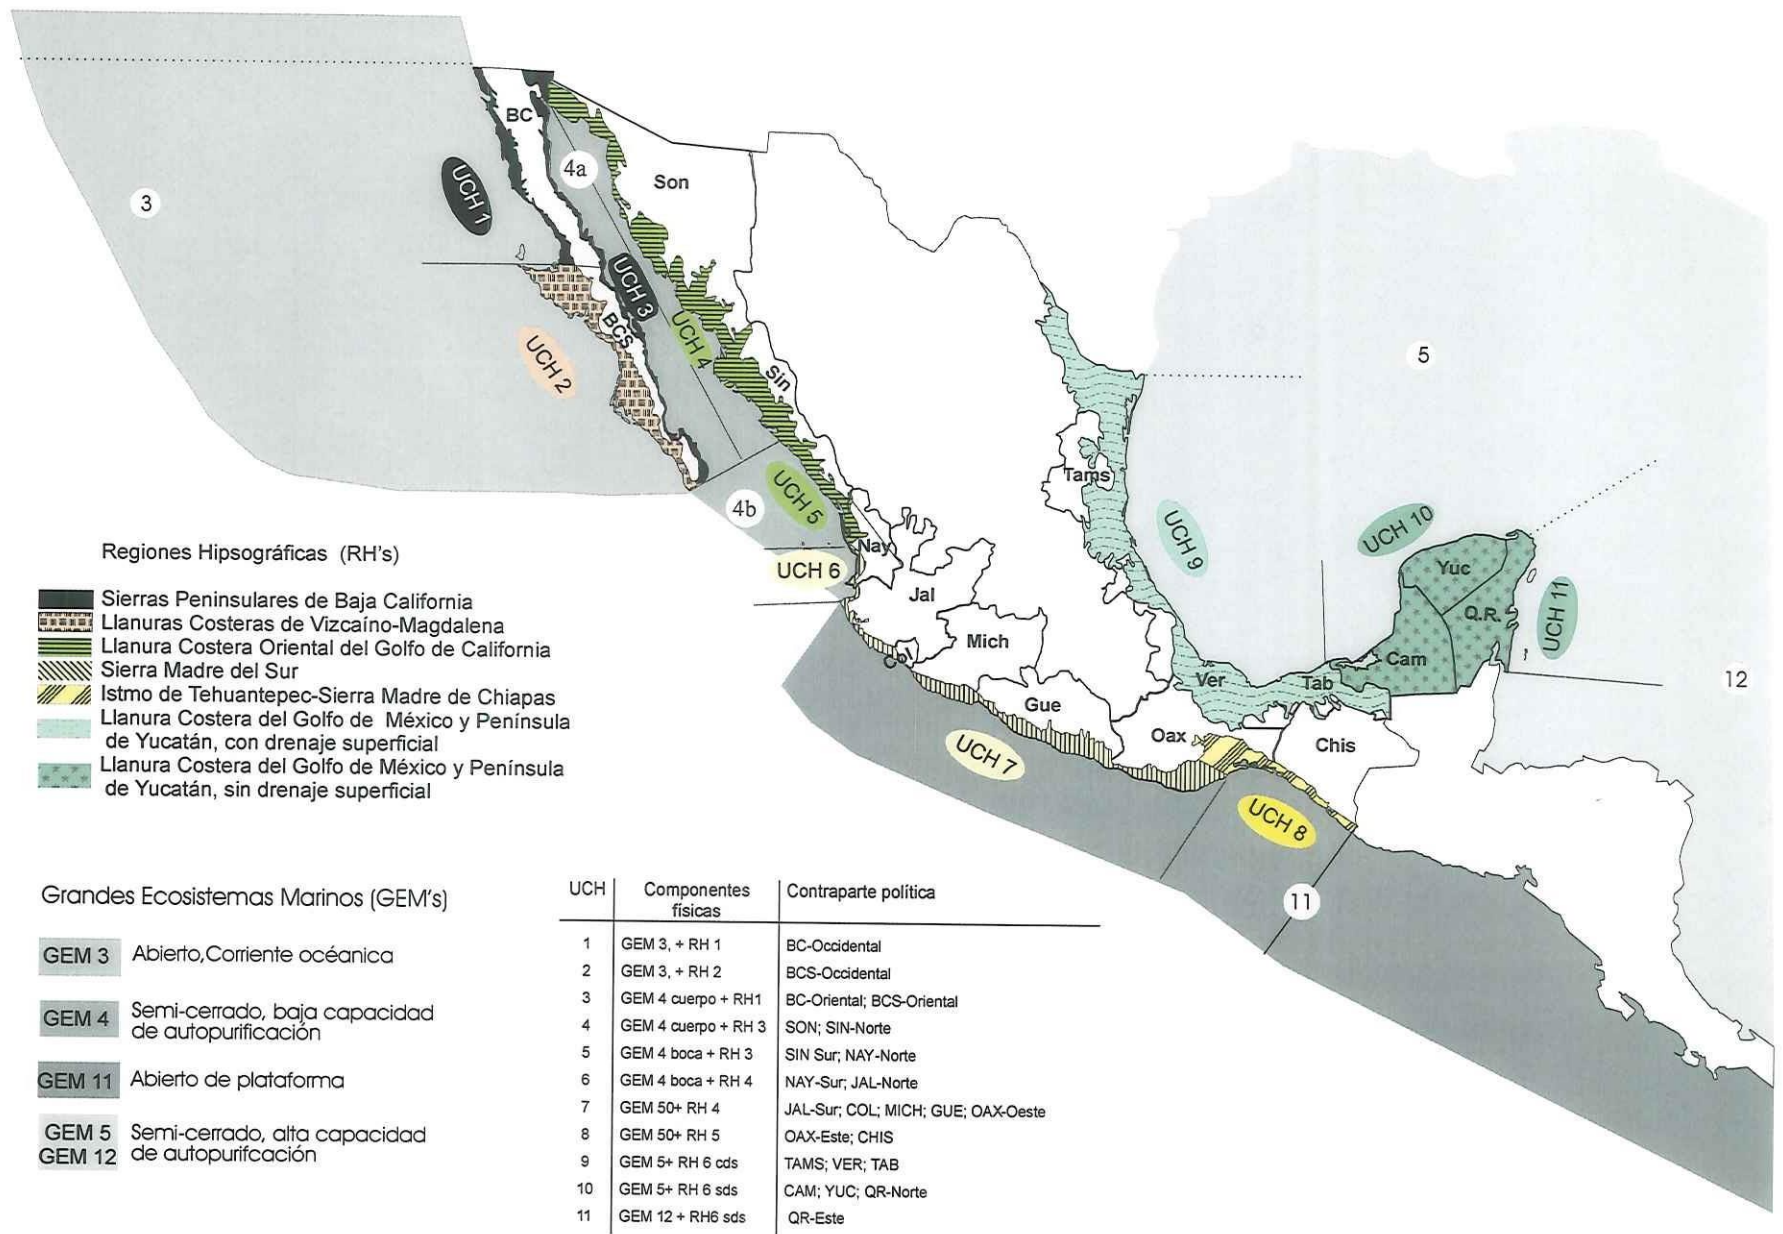 BC
4a
Son
3
UCH 1
UCH 3
BCS
UCH 4
UCH 2
Sin
5
Tams
4b
UCH 5
UCH 9
UCH 10
Nay
UCH 6
Yuc
Jal
Q.R.
UCH 11
Mich
Col
Cam
Ver
Tab
12
Gue
Oax
Chis
UCH 7
UCH 8
11
Regiones Hipsográficas (RH's)
Sierras Peninsulares de Baja California
Llanuras Costeras de Vizcaíno-Magdalena
Llanura Costera Oriental del Golfo de California
Sierra Madre del Sur
Istmo de Tehuantepec-Sierra Madre de Chiapas
Llanura Costera del Golfo de México y Península
de Yucatán, con drenaje superficial
Llanura Costera del Golfo de México y Península
de Yucatán, sin drenaje superficial
Grandes Ecosistemas Marinos (GEM's)
GEM 3 Abierto,Corriente océanica
GEM 4 Semi-cerrado, baja capacidad
de autopurificación
GEM 11 Abierto de plataforma
GEM 5 Semi-cerrado, alta capacidad
GEM 12 de autopurifcación
UCH Componentes Contraparte política
físicas
1 GEM 3, + RH 1 BC-Occidental
2 GEM 3, + RH 2 BCS-Occidental
3 GEM 4 cuerpo + RH1 BC-Oriental; BCS-Oriental
4 GEM 4 cuerpo + RH 3 SON; SIN-Norte
5 GEM 4 boca + RH 3 SIN Sur; NAY-Norte
6 GEM 4 boca + RH 4 NAY-Sur; JAL-Norte
7 GEM 50+ RH 4 JAL-Sur; COL; MICH; GUE; OAX-Oeste
8 GEM 50+ RH 5 OAX-Este; CHIS
9 GEM 5+ RH 6 cds TAMS; VER; TAB
10 GEM 5+ RH 6 sds CAM; YUC; QR-Norte
11 GEM 12 + RH6 sds QR-Este